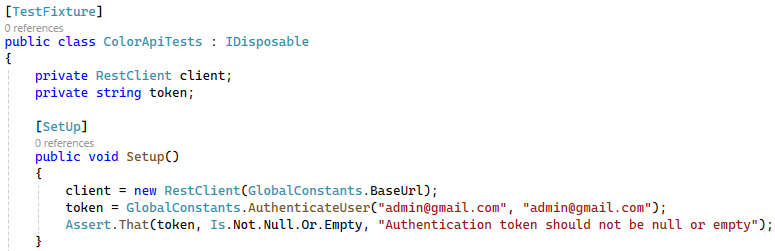 [TestFixture]
0 references
public class ColorApiTests : IDisposable
{
private RestClient client;
private string token;
[SetUp]
0 references
public void Setup()
{
client = new RestClient(GlobalConstants.BaseUrl);
token = GlobalConstants.AuthenticateUser("admin@gmail.com", "admin@gmail.com");
Assert.That(token, Is.Not.Null.Or.Empty, "Authentication token should not be null or empty");
}